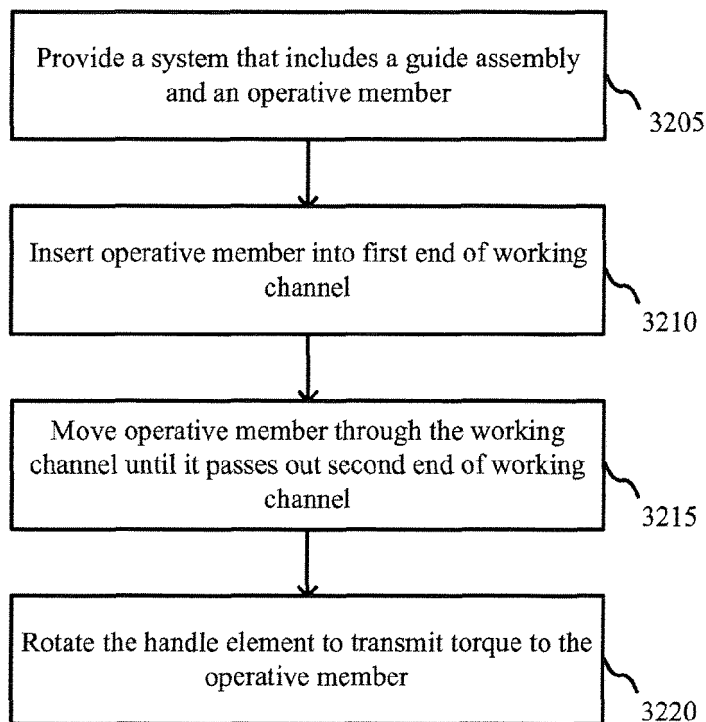 Provide a system that includes a guide assembly
and an operative member
3205
Insert operative member into first end of working
channel
3210
Move operative member through the working
channel until it passes out second end of working
channel
3215
Rotate the handle element to transmit torque to the
operative member
3220